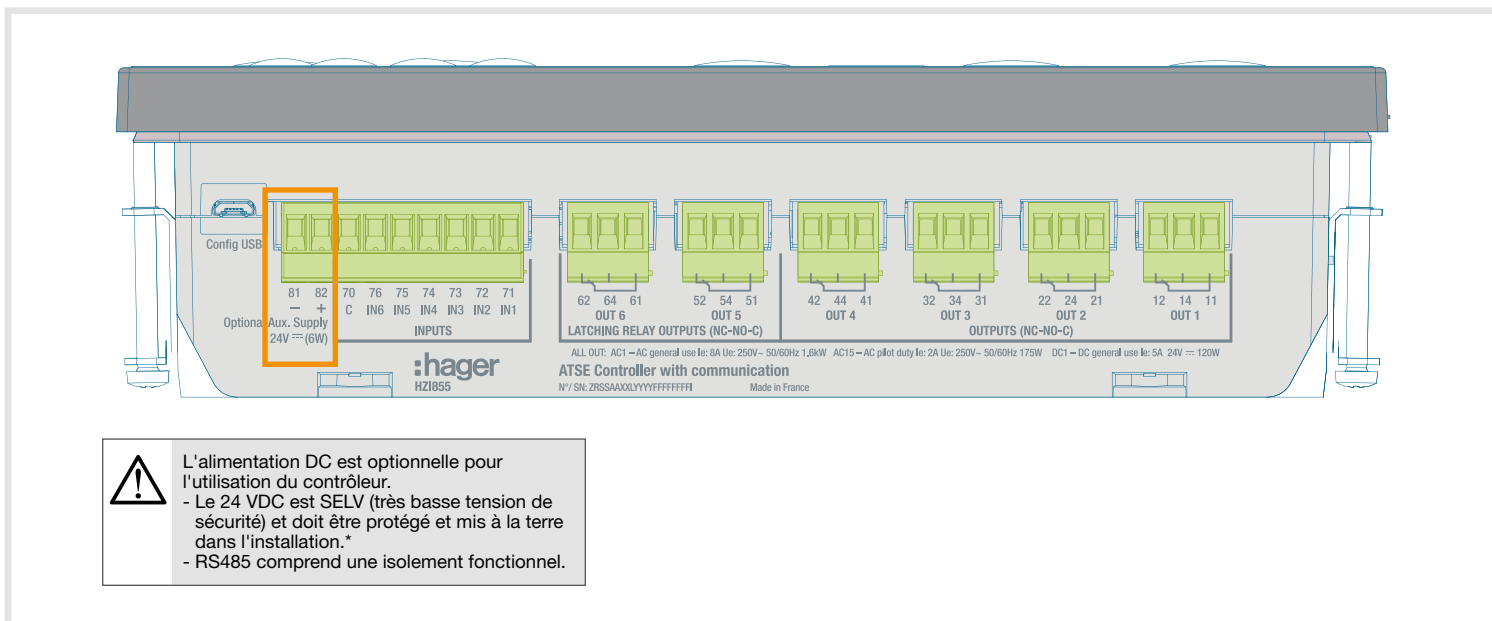 Config USB
81 82 70 76 75 74 73 72 71
– + C IN6 IN5 IN4 IN3 IN2 IN1
Optional Aux. Supply
24V ⎓ (6W)
INPUTS
62 64 61
OUT 6
52 54 51
OUT 5
LATCHING RELAY OUTPUTS (NC-NO-C)
42 44 41
OUT 4
32 34 31
OUT 3
22 24 21
OUT 2
12 14 11
OUT 1
OUTPUTS (NC-NO-C)
ALL OUT: AC1 – AC general use Ie: 8A Ue: 250V~ 50/60Hz 1,6kW AC15 – AC pilot duty Ie: 2A Ue: 250V~ 50/60Hz 175W DC1 – DC general use Ie: 5A 24V ⎓ 120W
:hager
HZI855
ATSE Controller with communication
N°/ SN: ZRSSAAXXLYYYYFFFFFFFFI Made in France
L'alimentation DC est optionnelle pour
l'utilisation du contrôleur.
- Le 24 VDC est SELV (très basse tension de
sécurité) et doit être protégé et mis à la terre
dans l'installation.*
- RS485 comprend une isolement fonctionnel.